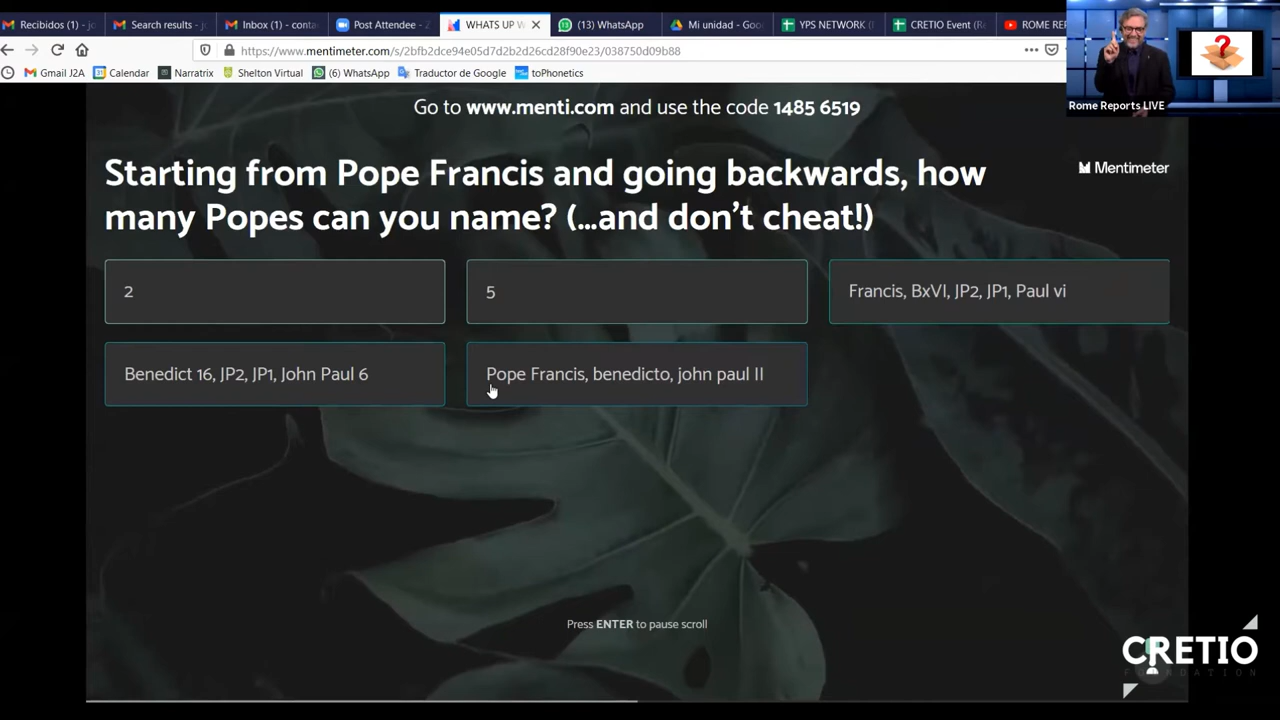 Recibidos (1) - j
Search results - jc
Inbox (1) - conta
Post Attendee - Z
WHATS UP W
(13) WhatsApp
Mi unidad - Goo
YPS NETWORK (
CRETIO Event (Re
ROME REP
https://www.mentimeter.com/s/2bfb2dce94e05d7d2b2d26cd28f90e23/038750d09b88
Gmail J2A
Calendar
Narratrix
Shelton Virtual
(6) WhatsApp
Traductor de Google
toPhonetics
?
Rome Reports LIVE
Go to www.menti.com and use the code 1485 6519
Mentimeter
Starting from Pope Francis and going backwards, how
many Popes can you name? (...and don't cheat!)
2
5
Francis, BxVI, JP2, JP1, Paul vi
Benedict 16, JP2, JP1, John Paul 6
Pope Francis, benedicto, john paul II
Press ENTER to pause scroll
CRETIO
FOUNDATION